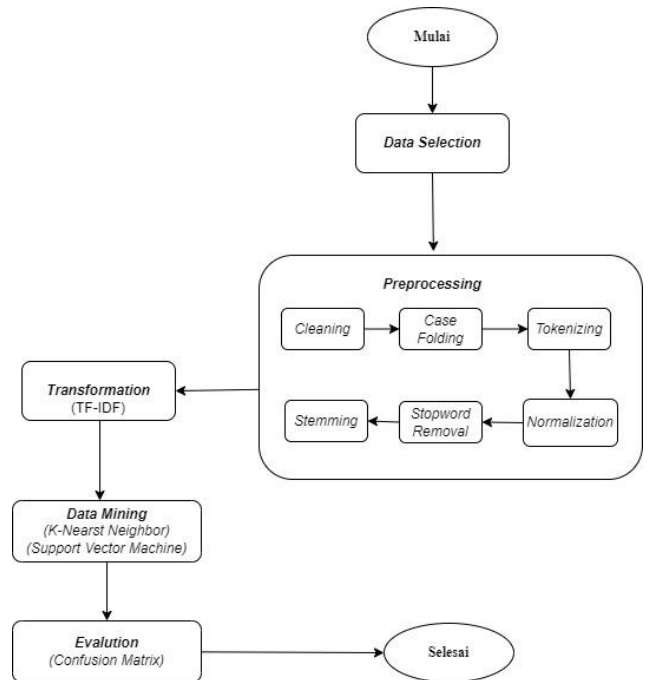 Mulai
Data Selection
Preprocessing
Cleaning
Case
Folding
Tokenizing
Normalization
Stopword
Removal
Stemming
Transformation
(TF-IDF)
Data Mining
(K-Nearst Neighbor)
(Support Vector Machine)
Evalution
(Confusion Matrix)
Selesai